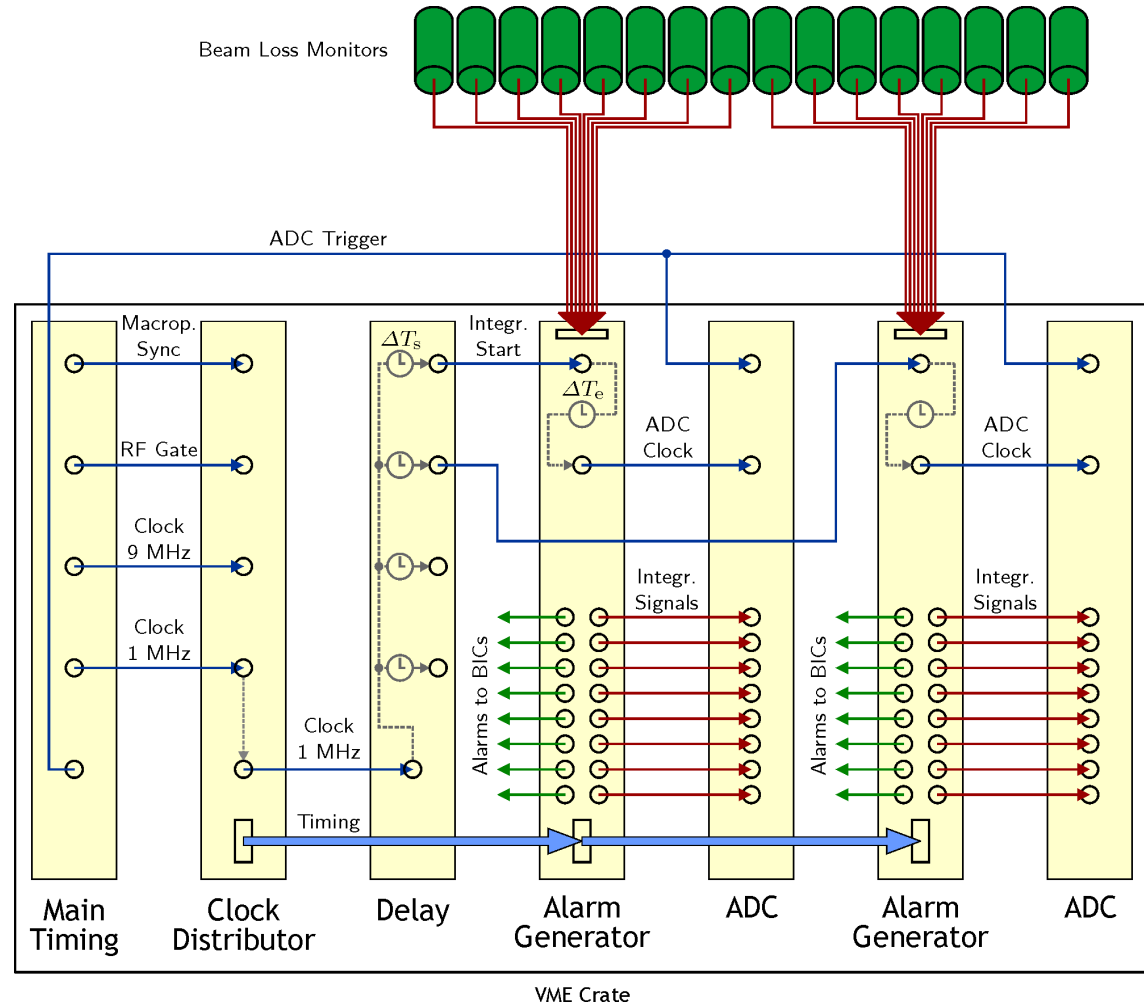 Beam Loss Monitors
ADC Trigger
Macrop.
Sync
ΔTs
Integr.
Start
ΔTe
RF Gate
ADC
Clock
ADC
Clock
Clock
9 MHz
Integr.
Signals
Integr.
Signals
Clock
1 MHz
Alarms to BICs
Alarms to BICs
Clock
1 MHz
Timing
Main
Timing
Clock
Distributor
Delay
Alarm
Generator
ADC
Alarm
Generator
ADC
VME Crate